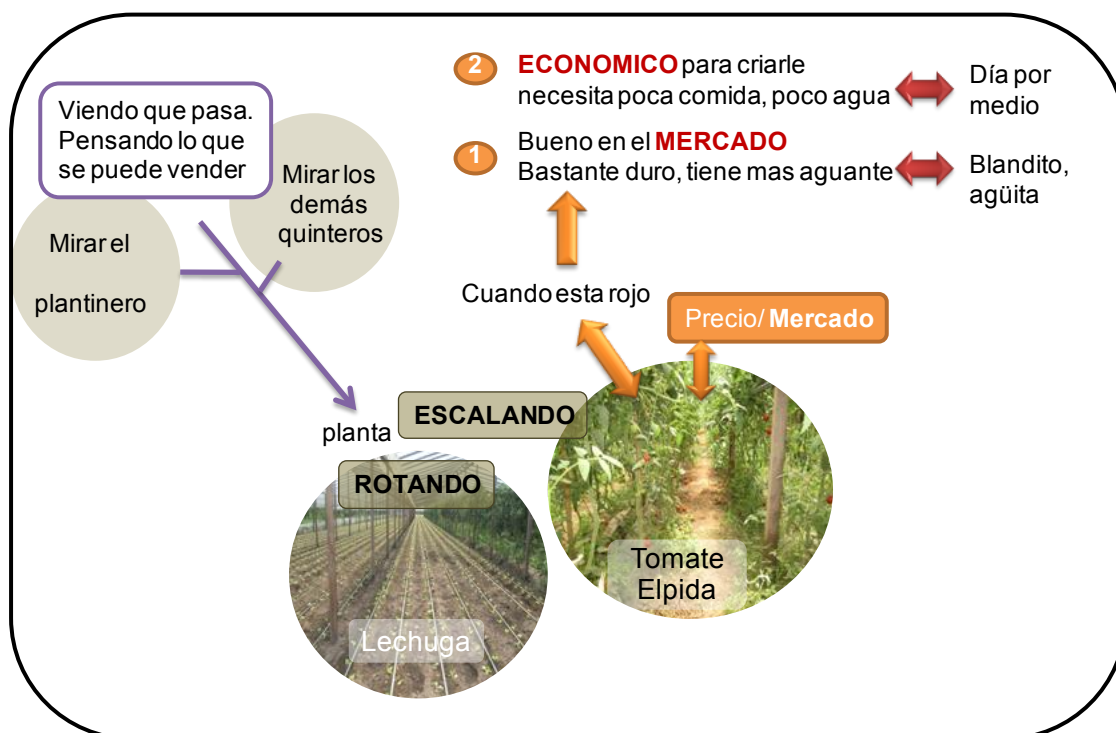 2
ECONOMICO para criarle
necesita poca comida, poco agua
Día por
medio
1
Bueno en el MERCADO
Bastante duro, tiene mas aguante
Blandito,
agüita
Viendo que pasa.
Pensando lo que
se puede vender
Mirar los
demás
quinteros
Mirar el
plantinero
Cuando esta rojo
Precio/ Mercado
planta
ESCALANDO
ROTANDO
Tomate
Elpida
Lechuga